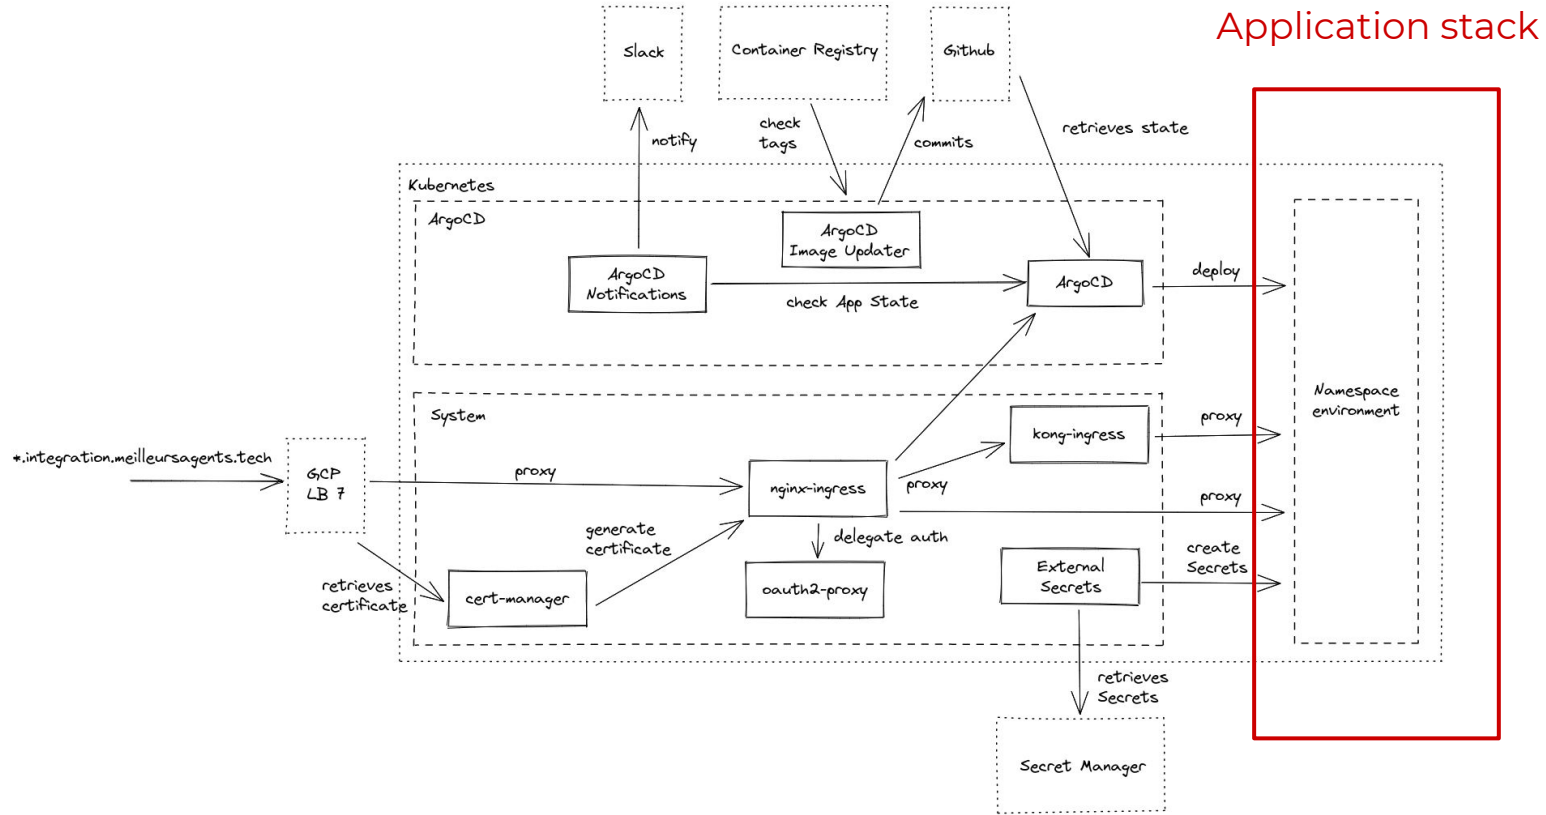 Application stack
Slack
Container Registry
Github
check
tags
notify
commits
retrieves state
Kubernetes
ArgoCD
ArgoCD
Image Updater
ArgoCD
Notifications
check App State
ArgoCD
deploy
Namespace
environment
System
kong-ingress
proxy
*.integration.meilleursagents.tech
GCP
LB 7
proxy
nginx-ingress
proxy
proxy
generate
certificate
delegate auth
create
Secrets
retrieves
certificate
cert-manager
oauth2-proxy
External
Secrets
retrieves
Secrets
Secret Manager